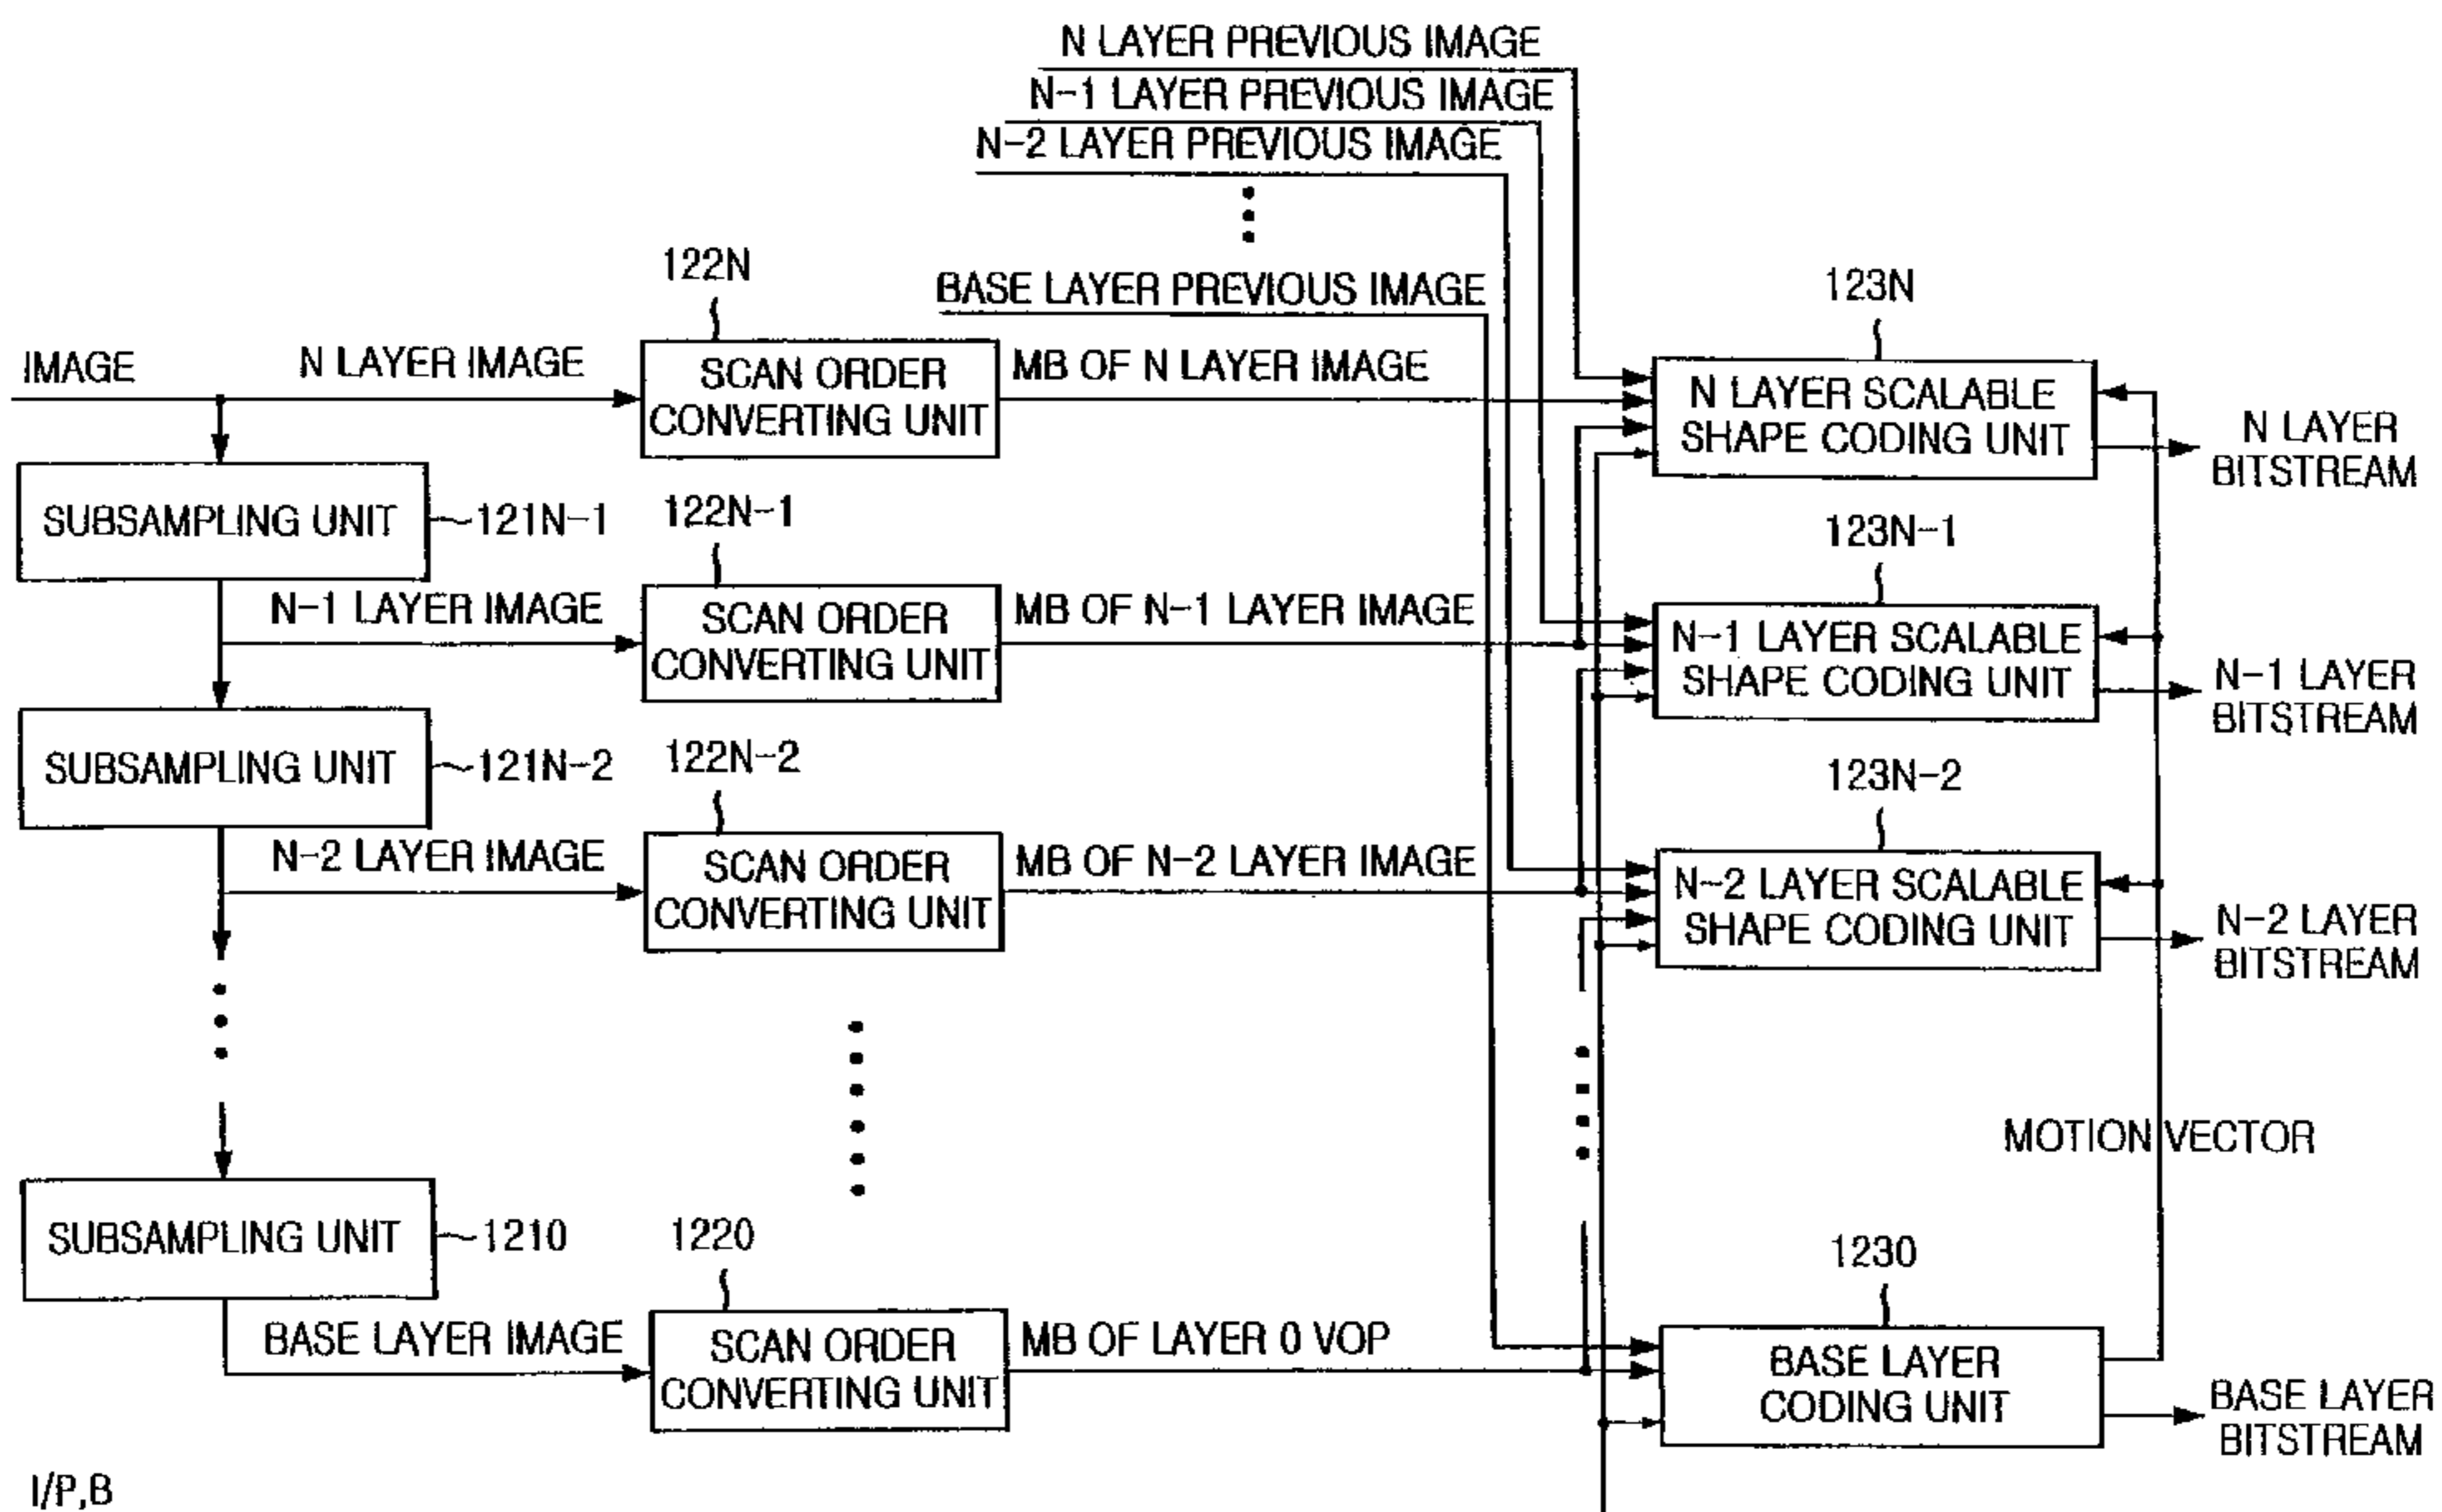 N LAYER PREVIOUS IMAGE
N-1 LAYER PREVIOUS IMAGE
N-2 LAYER PREVIOUS IMAGE
BASE LAYER PREVIOUS IMAGE
IMAGE
N LAYER IMAGE
122N
SCAN ORDER
CONVERTING UNIT
MB OF N LAYER IMAGE
123N
N LAYER SCALABLE
SHAPE CODING UNIT
N LAYER
BITSTREAM
SUBSAMPLING UNIT
121N-1
N-1 LAYER IMAGE
122N-1
SCAN ORDER
CONVERTING UNIT
MB OF N-1 LAYER IMAGE
123N-1
N-1 LAYER SCALABLE
SHAPE CODING UNIT
N-1 LAYER
BITSTREAM
SUBSAMPLING UNIT
121N-2
N-2 LAYER IMAGE
122N-2
SCAN ORDER
CONVERTING UNIT
MB OF N-2 LAYER IMAGE
123N-2
N-2 LAYER SCALABLE
SHAPE CODING UNIT
N-2 LAYER
BITSTREAM
MOTION VECTOR
SUBSAMPLING UNIT
1210
BASE LAYER IMAGE
1220
SCAN ORDER
CONVERTING UNIT
MB OF LAYER 0 VOP
1230
BASE LAYER
CODING UNIT
BASE LAYER
BITSTREAM
I/P,B